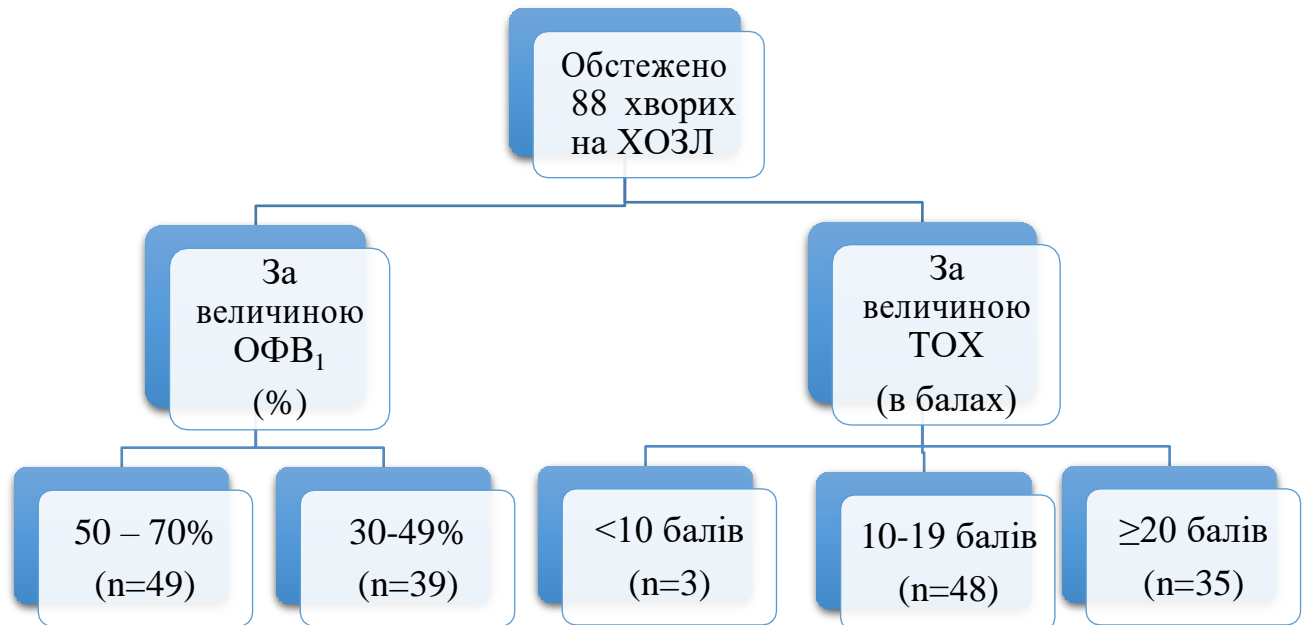 Обстежено
88 хворих
на ХОЗЛ
За
величиною
ОФВ₁
(%)
За
величиною
ТОХ
(в балах)
50 – 70%
(n=49)
30-49%
(n=39)
<10 балів
(n=3)
10-19 балів
(n=48)
≥20 балів
(n=35)